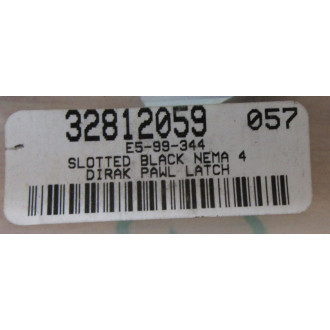 32812059 057
E5-99-344
SLOTTED BLACK NEMA 4
DIRAK PAWL LATCH